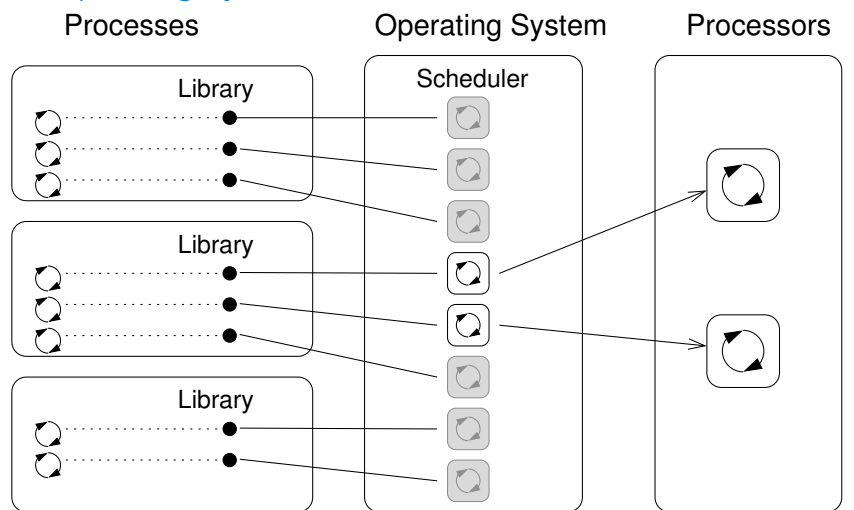 Processes
Operating System
Processors
Library
Scheduler
Library
Library